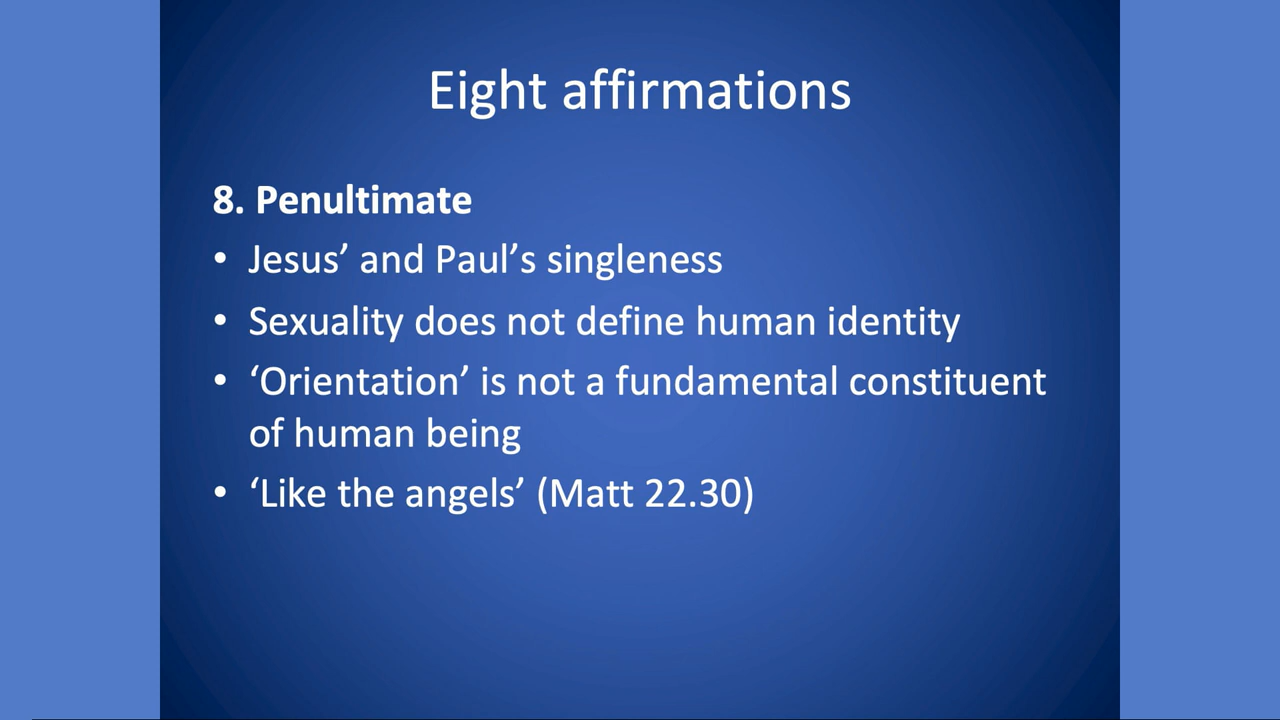 Eight affirmations
8. Penultimate
• Jesus’ and Paul’s singleness
• Sexuality does not define human identity
• ‘Orientation’ is not a fundamental constituent
of human being
• ‘Like the angels’ (Matt 22.30)